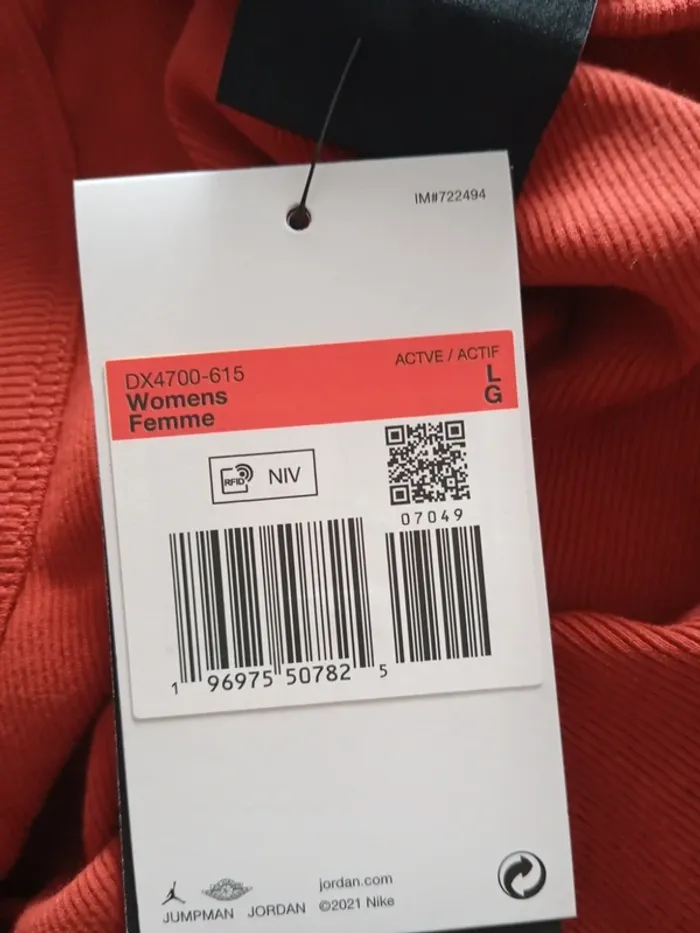 IM#722494
DX4700-615
Womens
Femme
ACTVE / ACTIF
L
G
RFID
NIV
07049
1 96975 50782 5
JUMPMAN
JORDAN
jordan.com
©2021 Nike